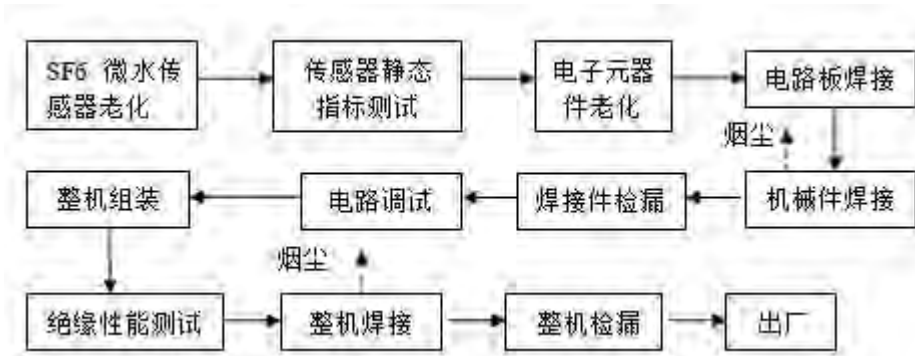 SF6 微水传
感器老化
传感器静态
指标测试
电子元器
件老化
电路板焊接
烟尘
整机组装
电路调试
焊接件检漏
机械件焊接
烟尘
绝缘性能测试
整机焊接
整机检漏
出厂